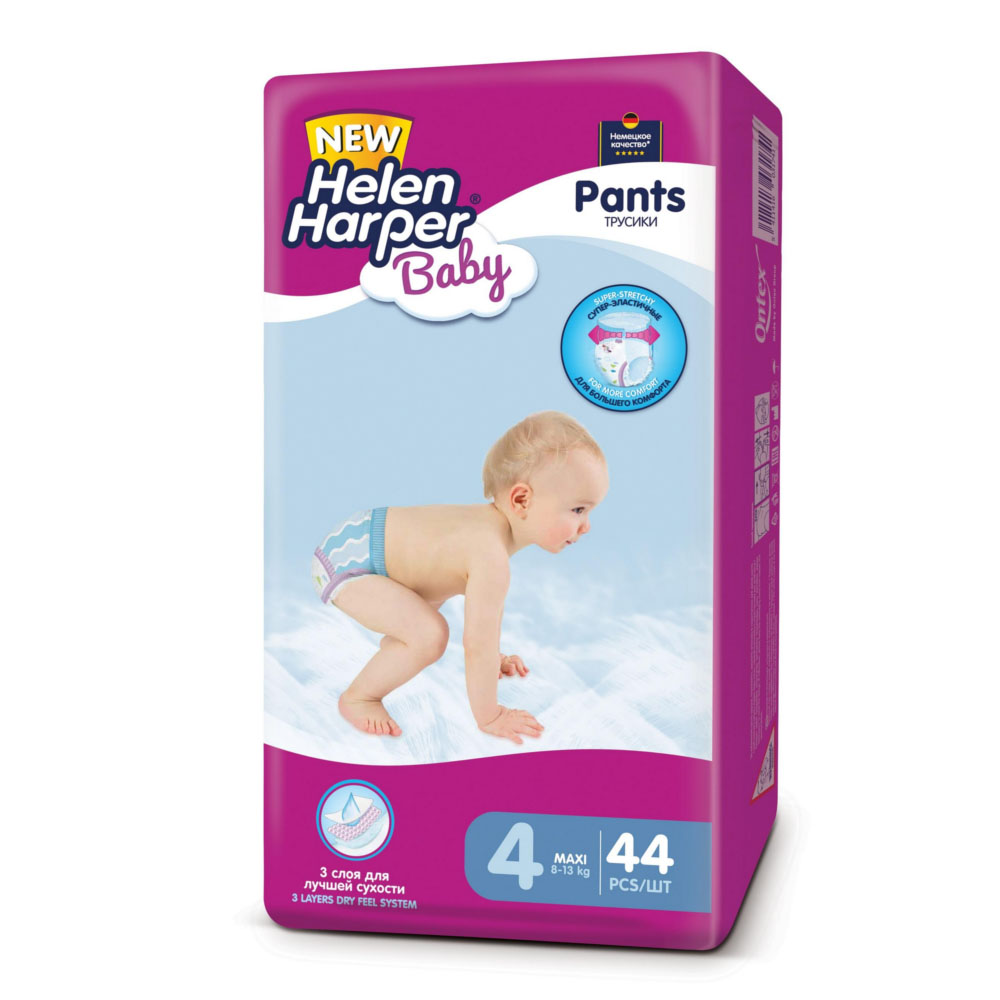 NEW
Helen
Harper®
Baby
Немецкое
качество*
Pants
ТРУСИКИ
SUPER-STRETCHY
СУПЕР-ЭЛАСТИЧНЫЕ
FOR MORE COMFORT
ДЛЯ БОЛЬШЕГО КОМФОРТА
Ontex
3 слоя для
лучшей сухости
3 LAYERS DRY FEEL SYSTEM
4
MAXI
8-13 kg
44
PCS/ШТ